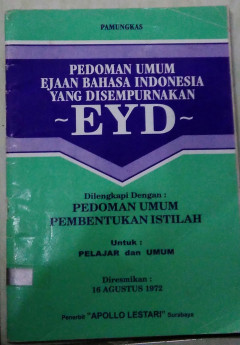 PAMUNGKAS
PEDOMAN UMUM
EJAAN BAHASA INDONESIA
YANG DISEMPURNAKAN
~EYD~
Dilengkapi Dengan :
PEDOMAN UMUM
PEMBENTUKAN ISTILAH
Untuk :
PELAJAR dan UMUM
Diresmikan :
16 AGUSTUS 1972
Penerbit "APOLLO LESTARI" Surabaya